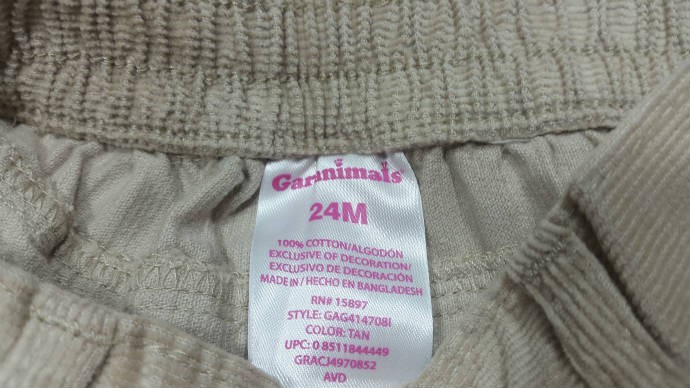 Garanimals
24M
100% COTTON/ALGODÓN
EXCLUSIVE OF DECORATION/
EXCLUSIVO DE DECORACIÓN
MADE IN / HECHO EN BANGLADESH
RN# 15897
STYLE: GAG414708I
COLOR: TAN
UPC: 0 8511844449
GRACJ4970852
AVD